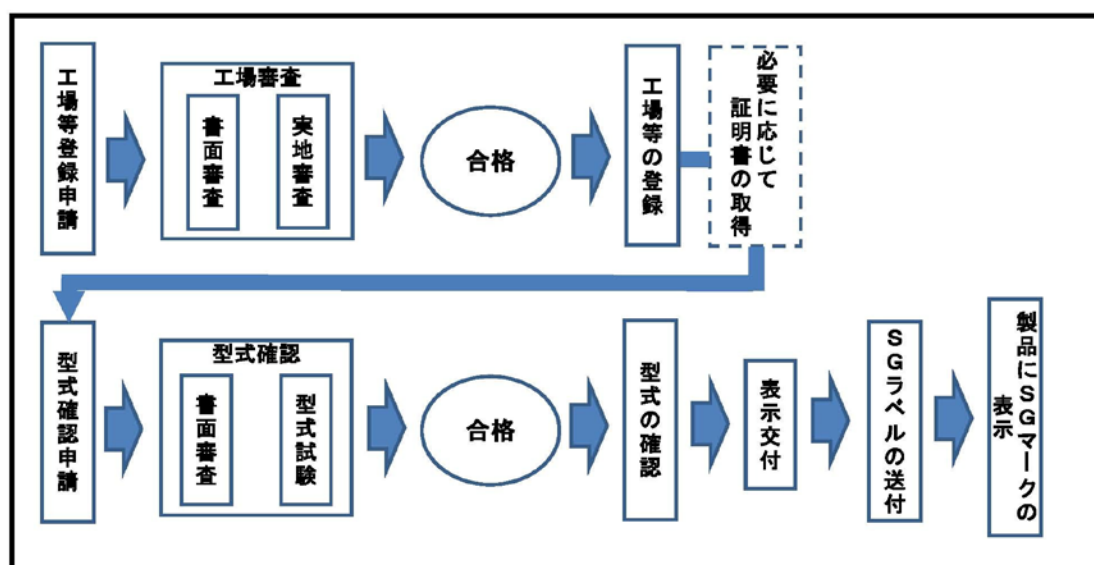 工場等登録申請
工場審査
書面審査
実地審査
合格
工場等の登録
必要に応じて
証明書の取得
型式確認申請
型式確認
書面審査
型式試験
合格
型式の確認
表示交付
SGラベルの送付
製品にSGマークの
表示